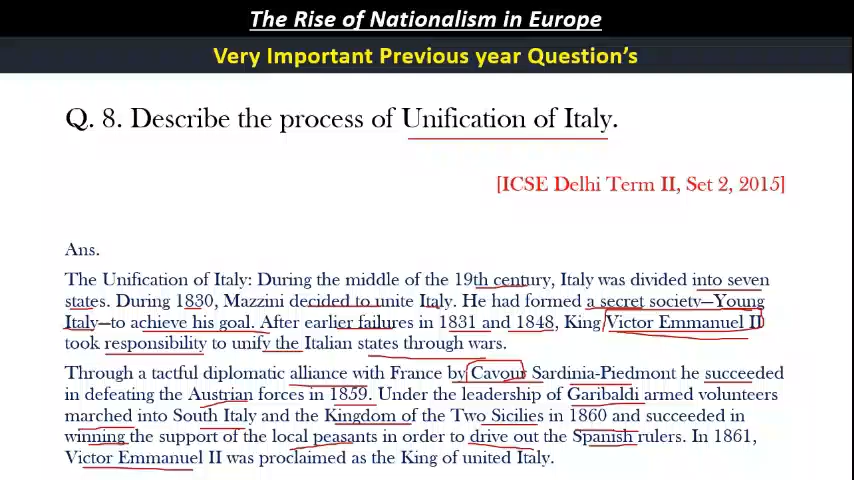 The Rise of Nationalism in Europe
Very Important Previous year Question's
Q. 8. Describe the process of Unification of Italy.
[ICSE Delhi Term II, Set 2, 2015]
Ans.
The Unification of Italy: During the middle of the 19th century, Italy was divided into seven
states. During 1830, Mazzini decided to unite Italy. He had formed a secret society—Young
Italy—to achieve his goal. After earlier failures in 1831 and 1848, King Victor Emmanuel II
took responsibility to unify the Italian states through wars.
Through a tactful diplomatic alliance with France by Cavour Sardinia-Piedmont he succeeded
in defeating the Austrian forces in 1859. Under the leadership of Garibaldi armed volunteers
marched into South Italy and the Kingdom of the Two Sicilies in 1860 and succeeded in
winning the support of the local peasants in order to drive out the Spanish rulers. In 1861,
Victor Emmanuel II was proclaimed as the King of united Italy.